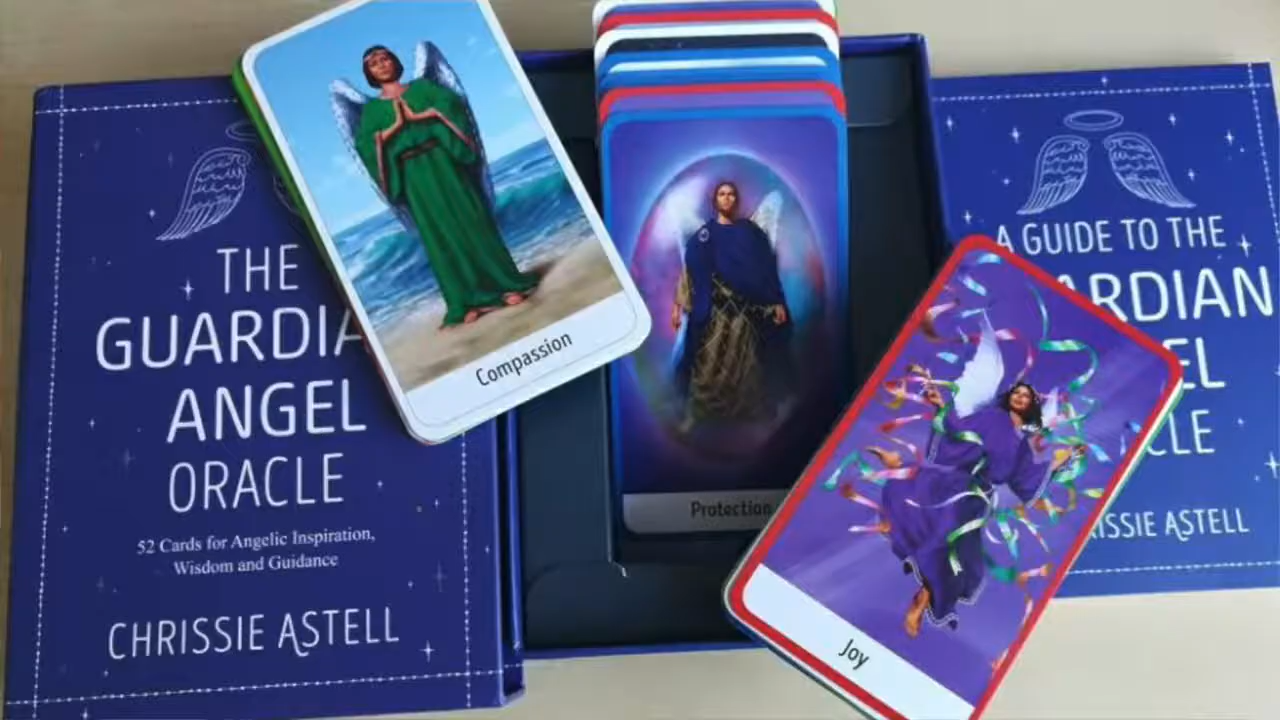 THE
GUARDIA
ANGEL
ORACLE
52 Cards for Angelic Inspiration,
Wisdom and Guidance
CHRISSIE ASTELL
Compassion
Protection
Joy
A GUIDE TO THE
ARDIAN
EL
CLE
ISSIE ASTELL